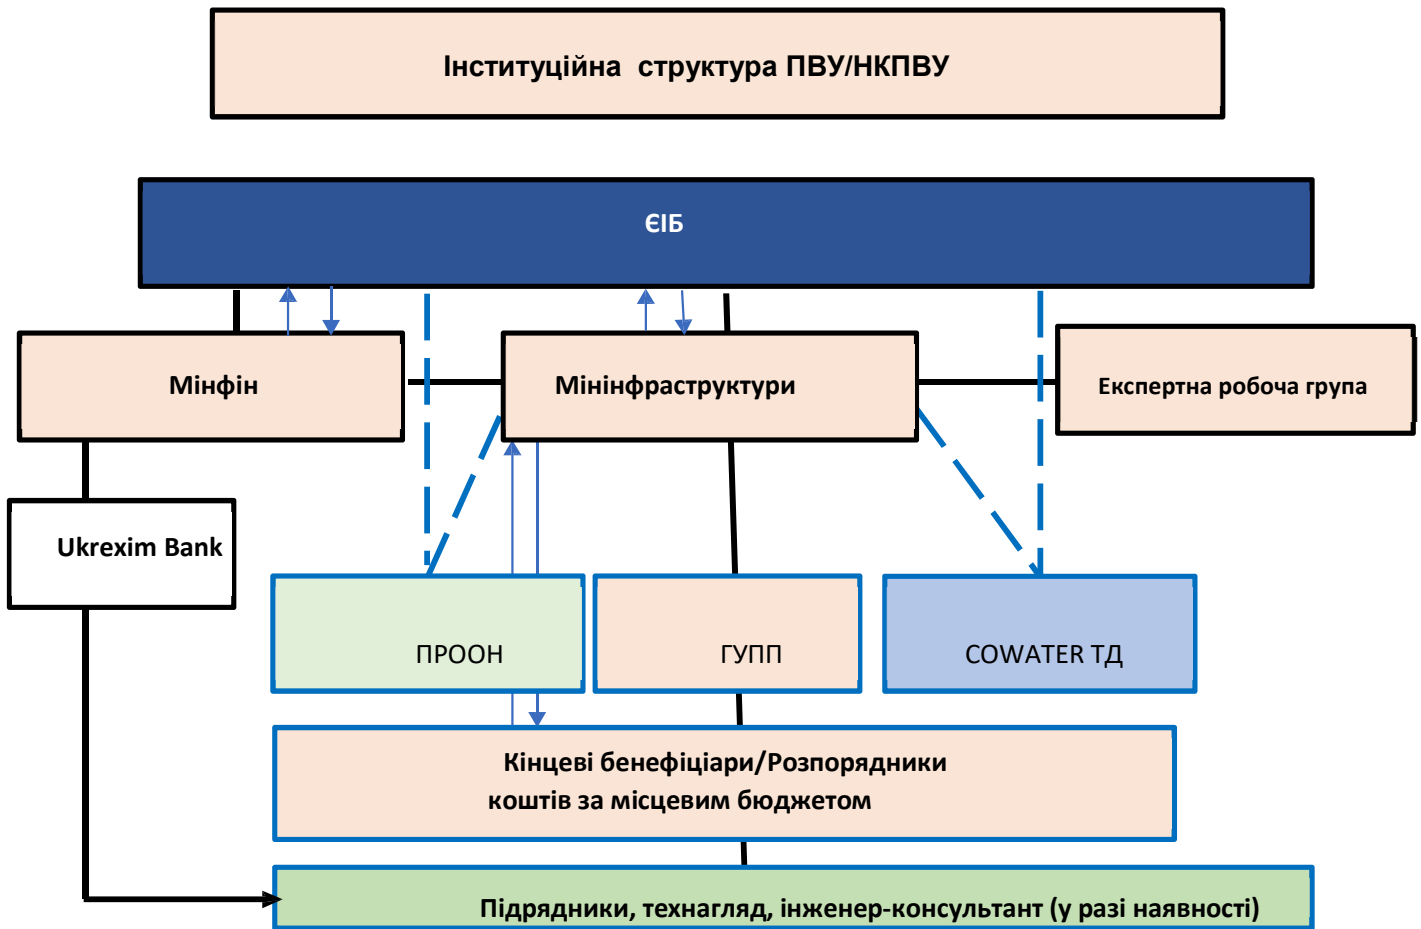 Інституційна структура ПВУ/НКПВУ
ЄІБ
Мінфін
Мінінфраструктури
Експертна робоча група
Ukrexim Bank
ПРООН
ГУПП
COWATER ТД
Кінцеві бенефіціари/Розпорядники
коштів за місцевим бюджетом
Підрядники, технагляд, інженер-консультант (у разі наявності)